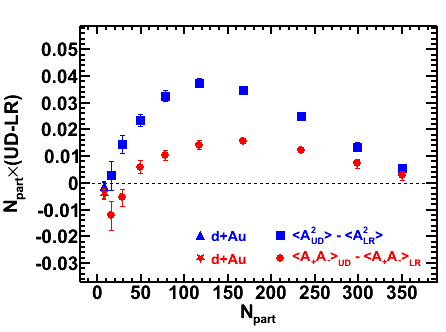 0.05
0.04
0.03
0.02
0.01
0
-0.01
-0.02
-0.03
N_part×(UD-LR)
d+Au <A²_UD> - <A²_LR>
d+Au <A₊A₋>_UD - <A₊A₋>_LR
0 50 100 150 200 250 300 350 400
N_part